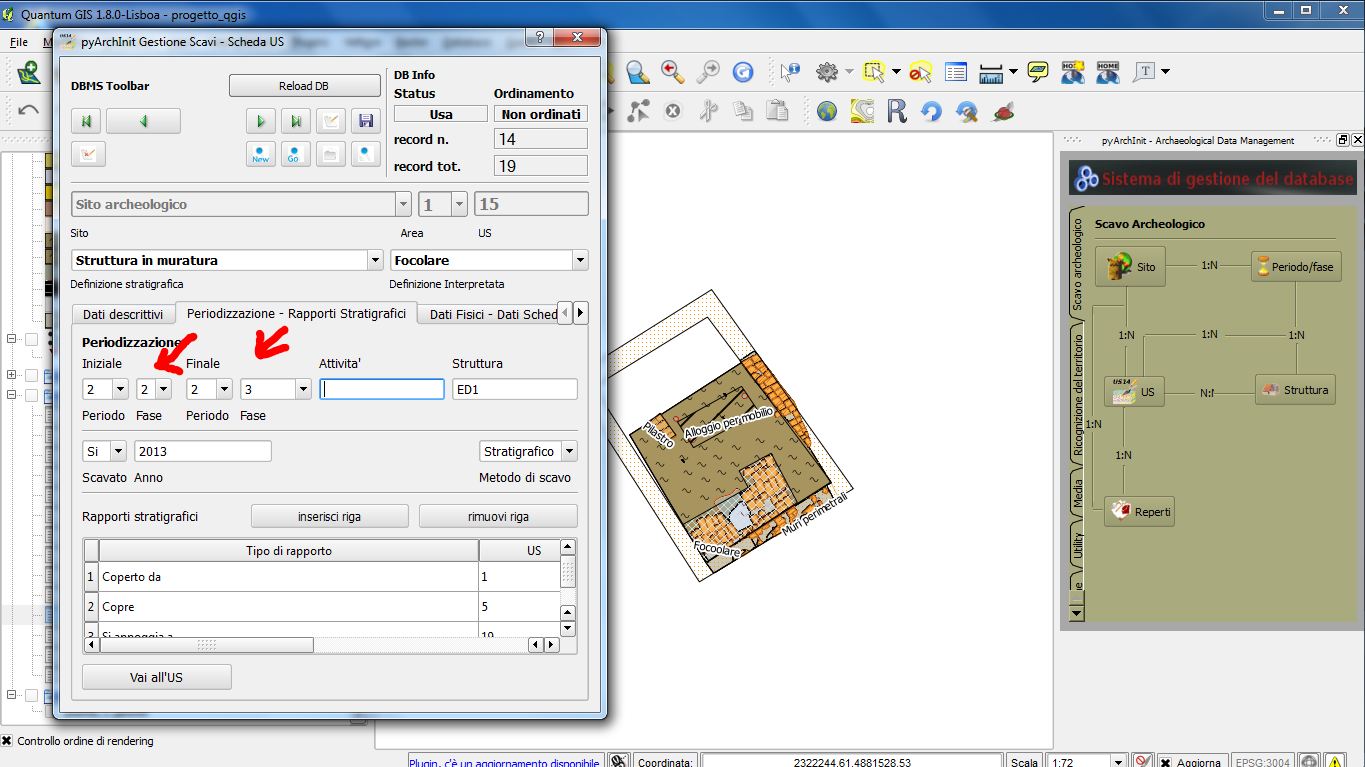 Quantum GIS 1.8.0-Lisboa - progetto_qgis
File
pyArchInit Gestione Scavi - Scheda US
DBMS Toolbar
Reload DB
New
Go
DB Info
Status
Ordinamento
Usa
Non ordinati
record n.
14
record tot.
19
Sito archeologico
1
15
Sito
Area
US
Struttura in muratura
Focolare
Definizione stratigrafica
Definizione Interpretata
Dati descrittivi
Periodizzazione - Rapporti Stratigrafici
Dati Fisici - Dati Sched
Periodizzazione
Iniziale
Finale
Attivita'
Struttura
2
2
2
3
ED1
Periodo
Fase
Periodo
Fase
Si
2013
Stratigrafico
Scavato
Anno
Metodo di scavo
Rapporti stratigrafici
inserisci riga
rimuovi riga
Tipo di rapporto
US
1
Coperto da
1
2
Copre
5
3
Si appoggia a
19
Vai all'US
Controllo ordine di rendering
Pilastro
Alloggio per mobilio
Focoolare
Muri perimetrali
HOME
T
R
pyArchInit - Archaeological Data Management
Sistema di gestione del database
Scavo archeologico
Ricognizione del territorio
Media
Utility
Scavo Archeologico
Sito
1:N
Periodo/fase
1:N
1:N
1:N
US 14
US
N:r
Struttura
1:N
1:N
Reperti
Plugin, c'è un aggiornamento disponibile
Coordinata:
2322244.61,4881528.53
Scala
1:72
Aggiorna
EPSG:3004